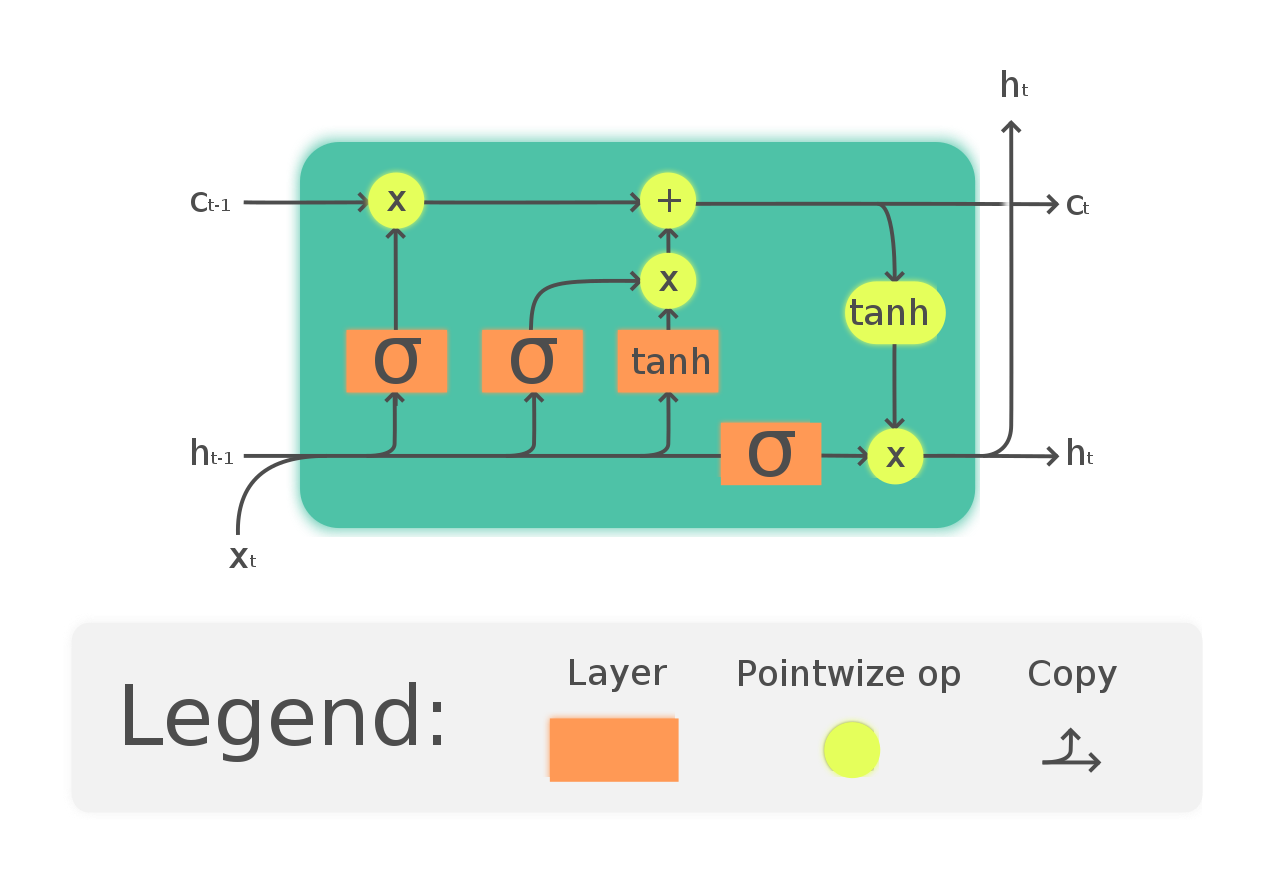 hₜ
cₜ₋₁ x + cₜ
x
tanh
σ σ tanh
hₜ₋₁ σ x hₜ
xₜ
Legend: Layer Pointwize op Copy